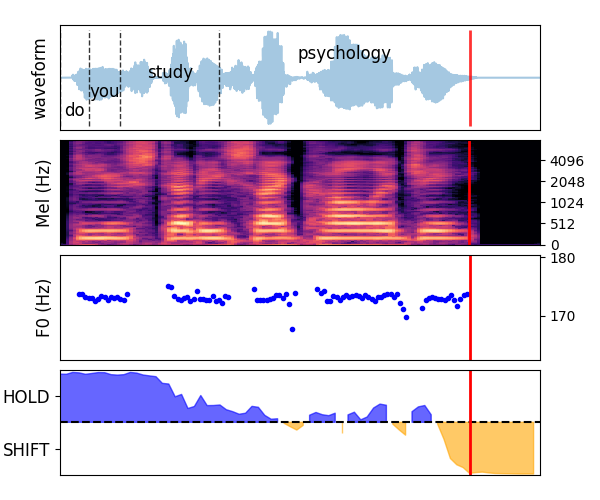 waveform
do
you
study
psychology
Mel (Hz)
4096
2048
1024
512
0
F0 (Hz)
180
170
HOLD
SHIFT